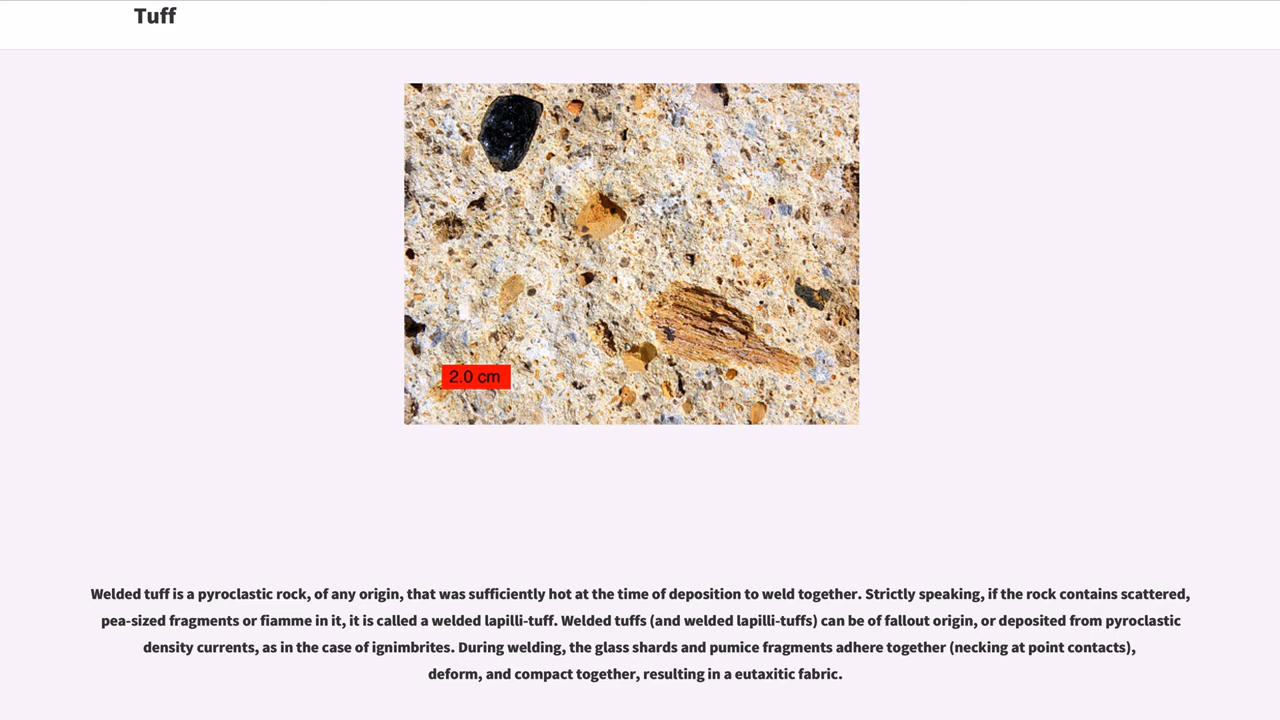 Tuff
2.0 cm
Welded tuff is a pyroclastic rock, of any origin, that was sufficiently hot at the time of deposition to weld together. Strictly speaking, if the rock contains scattered,
pea-sized fragments or fiamme in it, it is called a welded lapilli-tuff. Welded tuffs (and welded lapilli-tuffs) can be of fallout origin, or deposited from pyroclastic
density currents, as in the case of ignimbrites. During welding, the glass shards and pumice fragments adhere together (necking at point contacts),
deform, and compact together, resulting in a eutaxitic fabric.